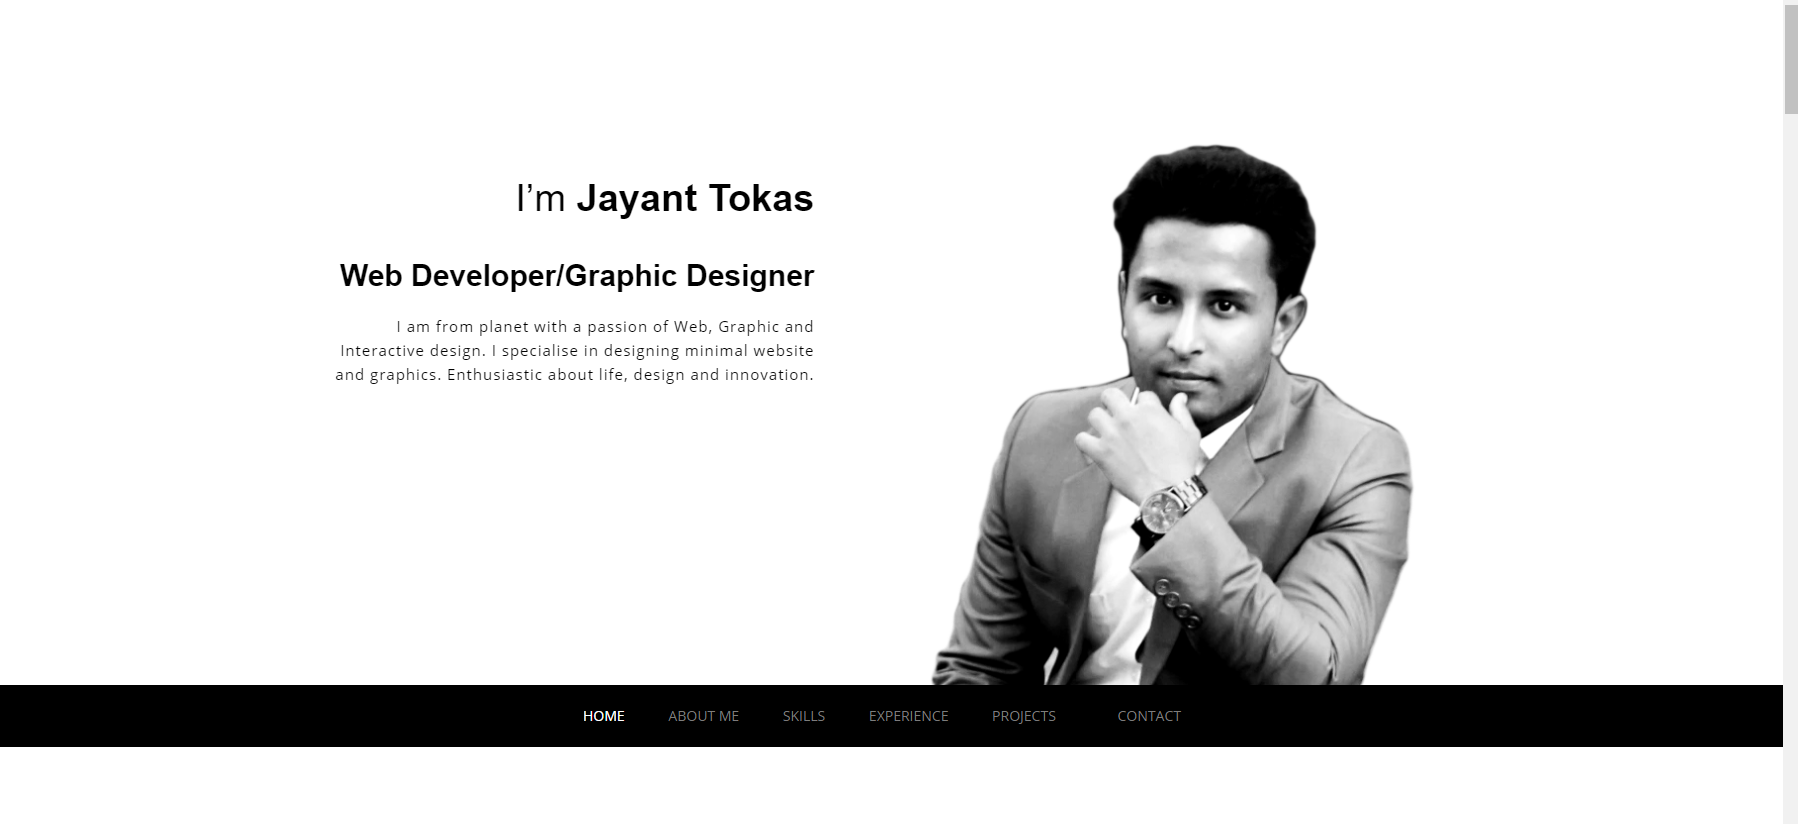 I’m Jayant Tokas
Web Developer/Graphic Designer
I am from planet with a passion of Web, Graphic and
Interactive design. I specialise in designing minimal website
and graphics. Enthusiastic about life, design and innovation.
HOME ABOUT ME SKILLS EXPERIENCE PROJECTS CONTACT